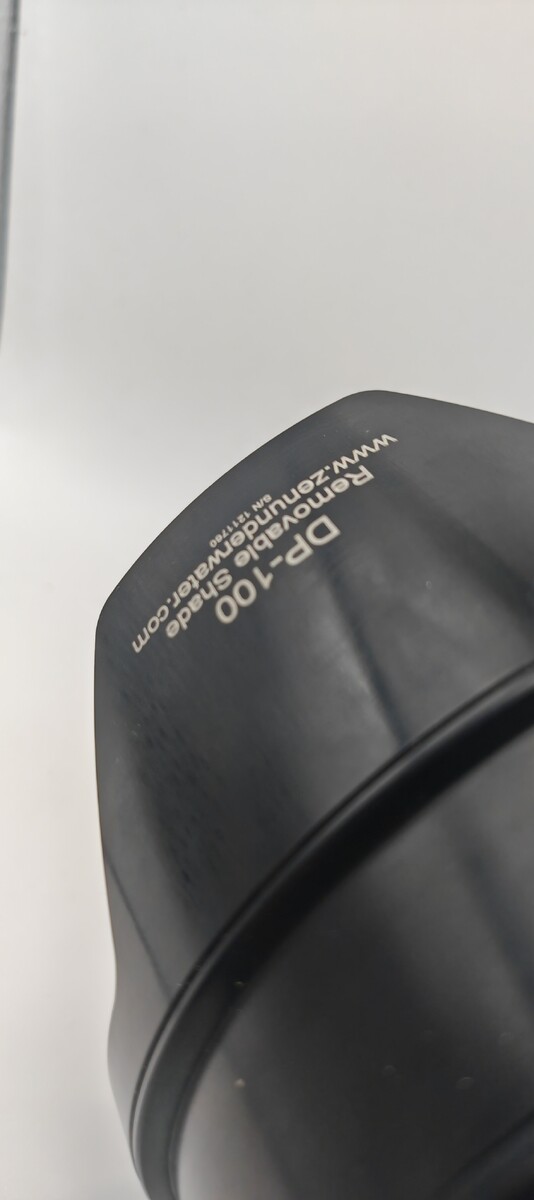 DP-100
Removable Shade
www.zenunderwater.com
S/N 1211760